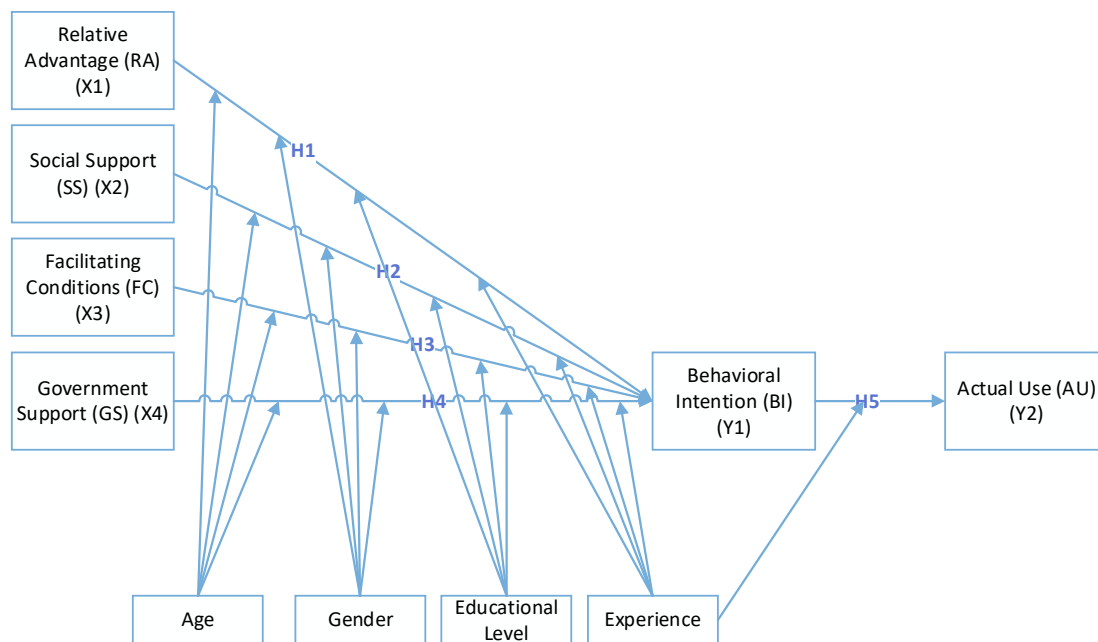 Relative
Advantage (RA)
(X1)
Social Support
(SS) (X2)
Facilitating
Conditions (FC)
(X3)
Government
Support (GS) (X4)
H1
H2
H3
H4
Behavioral
Intention (BI)
(Y1)
H5
Actual Use (AU)
(Y2)
Age
Gender
Educational
Level
Experience